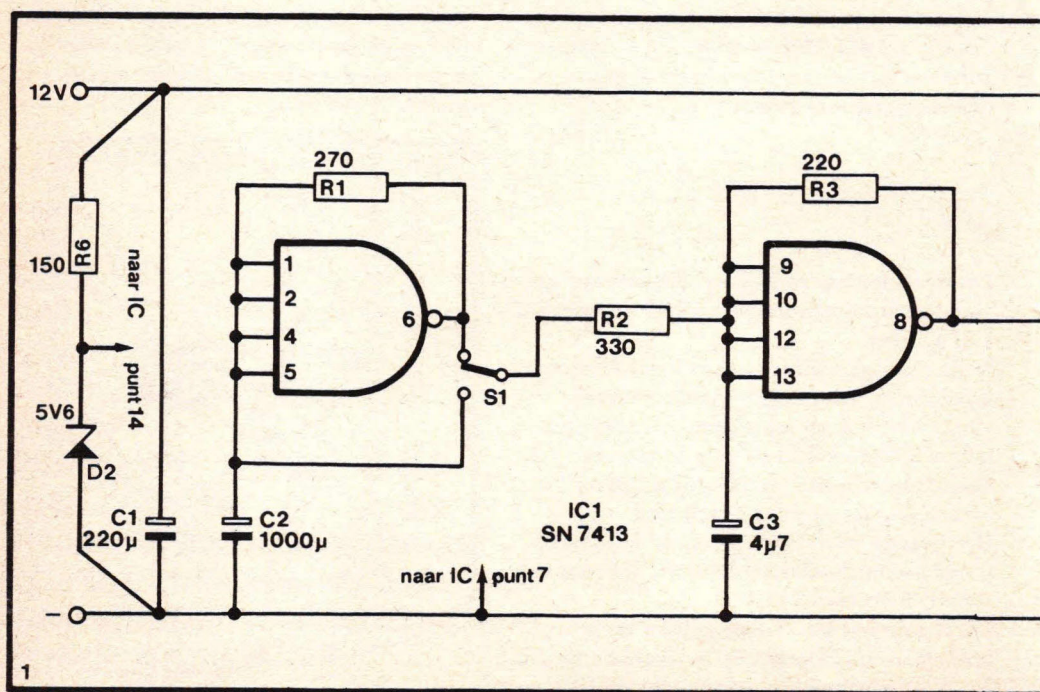 12V
270
R1
220
R3
R6
150
naar IC
punt 14
1
2
4
5
6
R2
330
S1
9
10
12
13
8
5V6
D2
C1
220µ
C2
1000µ
IC1
SN 7413
C3
4µ7
naar IC punt 7
–
1